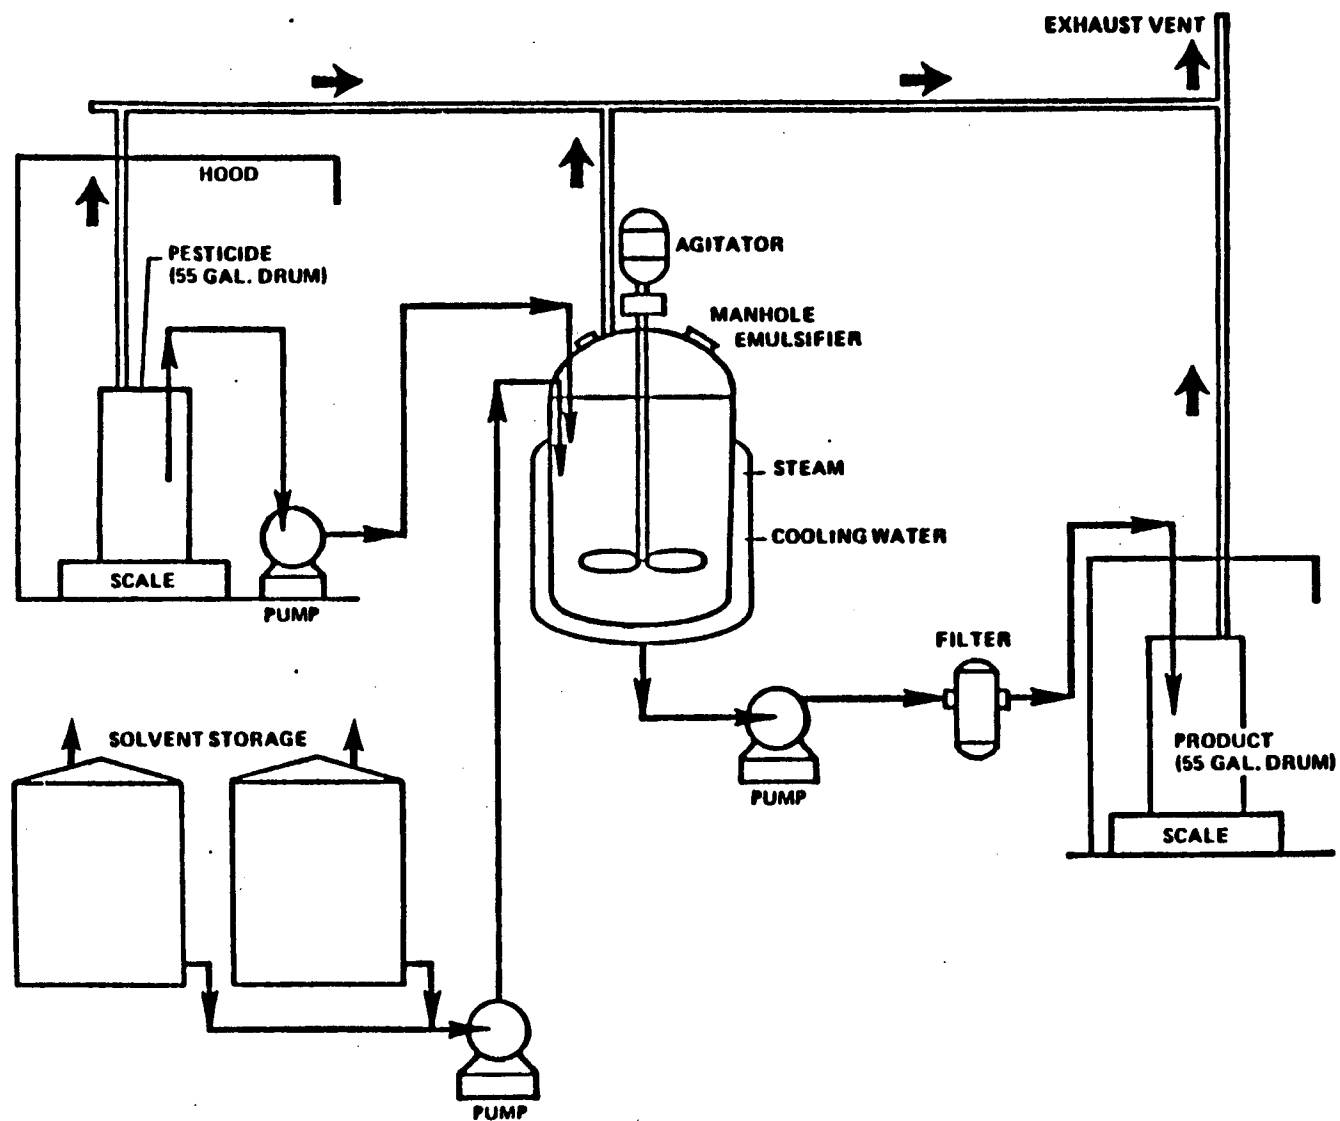 EXHAUST VENT
HOOD
PESTICIDE
(55 GAL. DRUM)
AGITATOR
MANHOLE
EMULSIFIER
STEAM
COOLING WATER
SCALE
PUMP
FILTER
SOLVENT STORAGE
PRODUCT
(55 GAL. DRUM)
PUMP
SCALE
PUMP